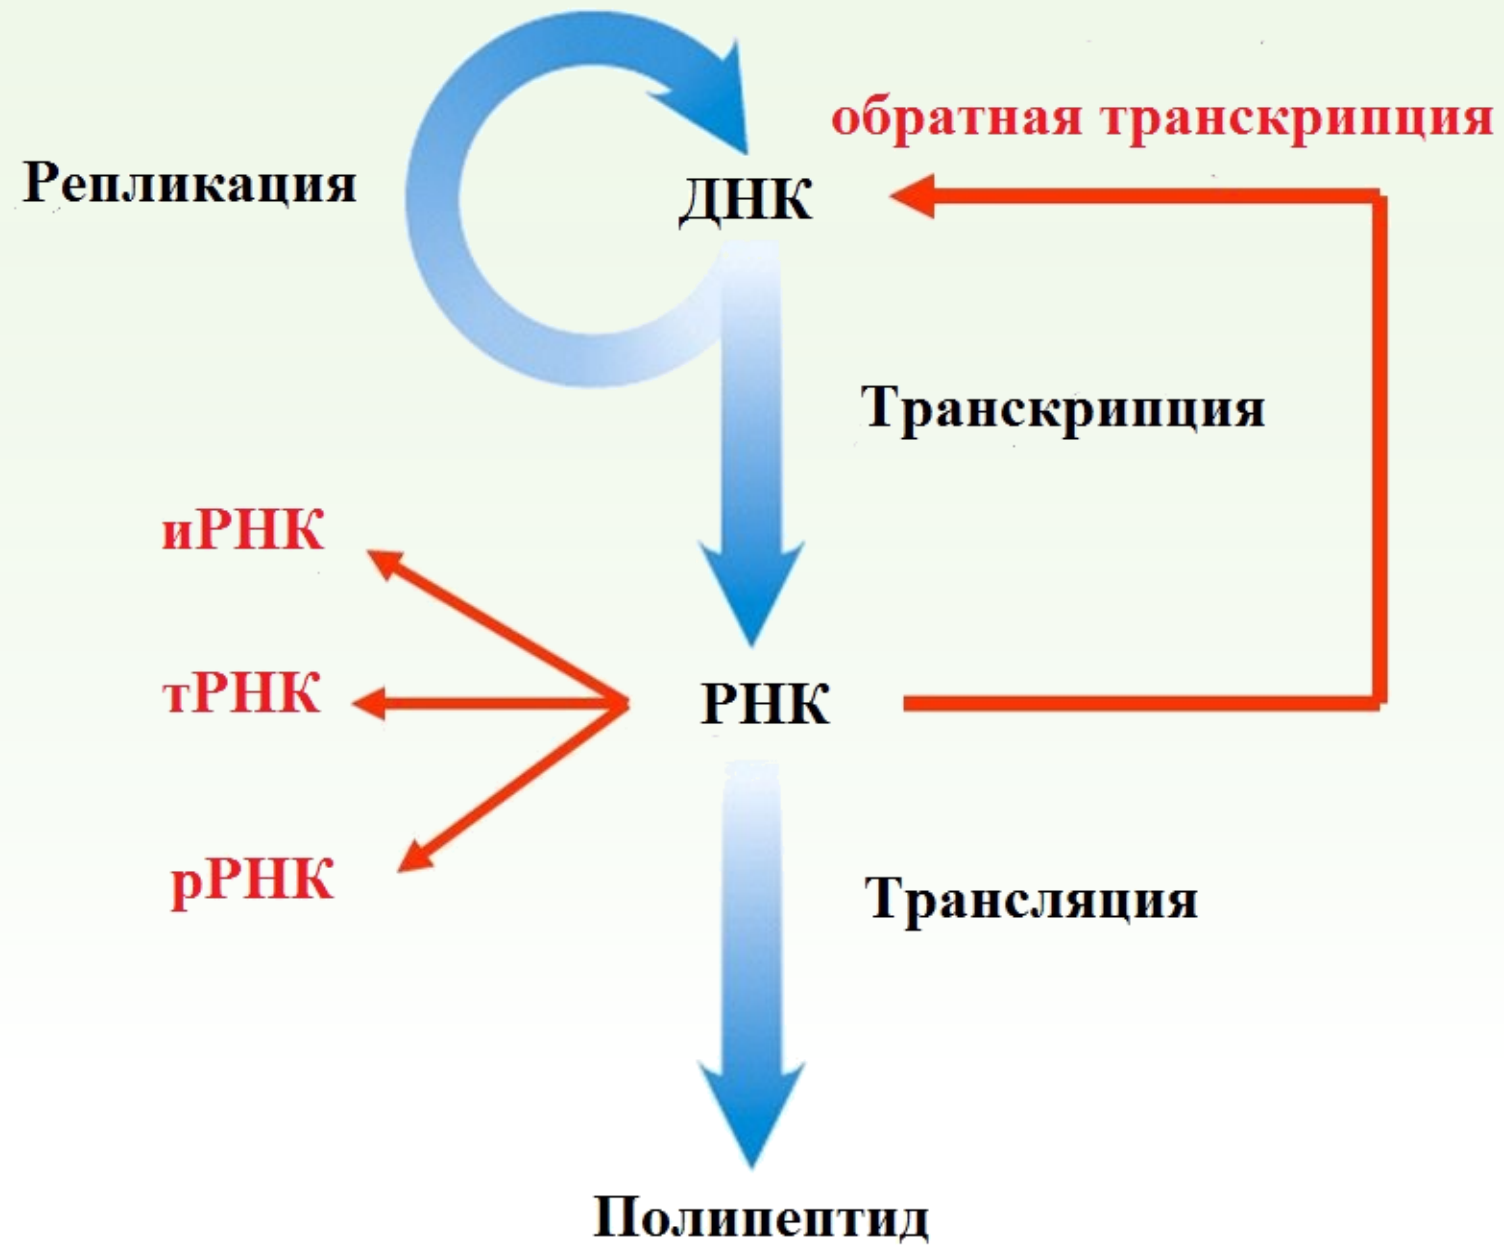 обратная транскрипция
Репликация
ДНК
Транскрипция
иРНК
тРНК
РНК
рРНК
Трансляция
Полипептид